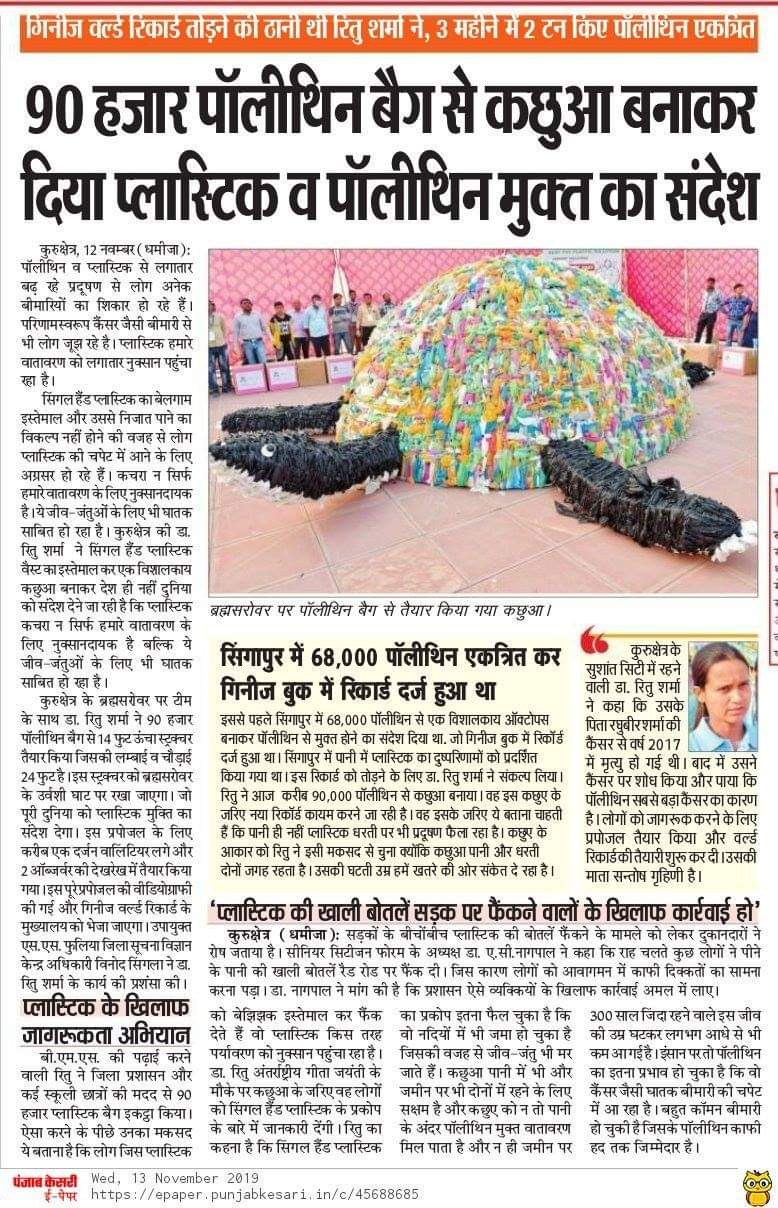 गिनीज वर्ल्ड रिकार्ड तोड़ने की ठानी थी रितु शर्मा ने, 3 महीने में 2 टन किए पॉलीथिन एकत्रित
90 हजार पॉलीथिन बैग से कछुआ बनाकर
दिया प्लास्टिक व पॉलीथिन मुक्त का संदेश
कुरुक्षेत्र, 12 नवम्बर (धमीजा):
पॉलीथिन व प्लास्टिक से लगातार
बढ़ रहे प्रदूषण से लोग अनेक
बीमारियों का शिकार हो रहे हैं।
परिणामस्वरूप कैंसर जैसी बीमारी से
भी लोग जूझ रहे है। प्लास्टिक हमारे
वातावरण को लगातार नुक्सान पहुंचा
रहा है।
सिंगल हैंड प्लास्टिक का बेलगाम
इस्तेमाल और उससे निजात पाने का
विकल्प नहीं होने की वजह से लोग
प्लास्टिक की चपेट में आने के लिए
अग्रसर हो रहे हैं। कचरा न सिर्फ
हमारे वातावरण के लिए नुक्सानदायक
है। ये जीव-जंतुओं के लिए भी घातक
साबित हो रहा है। कुरुक्षेत्र की डा.
रितु शर्मा ने सिंगल हैंड प्लास्टिक
वैस्ट का इस्तेमाल कर एक विशालकाय
कछुआ बनाकर देश ही नहीं दुनिया
को संदेश देने जा रही है कि प्लास्टिक
कचरा न सिर्फ हमारे वातावरण के
लिए नुक्सानदायक है बल्कि ये
जीव-जंतुओं के लिए भी घातक
साबित हो रहा है।
कुरुक्षेत्र के ब्रह्मसरोवर पर टीम
के साथ डा. रितु शर्मा ने 90 हजार
पॉलीथिन बैग से 14 फुट ऊंचा स्ट्रक्चर
तैयार किया जिसकी लम्बाई व चौड़ाई
24 फुट है। इस स्ट्रक्चर को ब्रह्मसरोवर
के उर्वशी घाट पर रखा जाएगा। जो
पूरी दुनिया को प्लास्टिक मुक्ति का
संदेश देगा। इस प्रपोजल के लिए
करीब एक दर्जन वालिंटियर लगे और
2 ऑब्जर्वर की देखरेख में तैयार किया
गया। इस पूरे प्रपोजल की वीडियोग्राफी
की गई और गिनीज वर्ल्ड रिकार्ड के
मुख्यालय को भेजा जाएगा। उपायुक्त
एस.एस. फुलिया जिला सूचना विज्ञान
केन्द्र अधिकारी विनोद सिंगला ने डा.
रितु शर्मा के कार्य की प्रशंसा की।
ब्रह्मसरोवर पर पॉलीथिन बैग से तैयार किया गया कछुआ।
सिंगापुर में 68,000 पॉलीथिन एकत्रित कर
गिनीज बुक में रिकार्ड दर्ज हुआ था
इससे पहले सिंगापुर में 68,000 पॉलीथिन से एक विशालकाय ऑक्टोपस
बनाकर पॉलीथिन से मुक्त होने का संदेश दिया था. जो गिनीज बुक में रिकॉर्ड
दर्ज हुआ था। सिंगापुर में पानी में प्लास्टिक का दुष्परिणामों को प्रदर्शित
किया गया था। इस रिकार्ड को तोड़ने के लिए डा. रितु शर्मा ने संकल्प लिया।
रितु ने आज करीब 90,000 पॉलीथिन से कछुआ बनाया। वह इस कछुए के
जरिए नया रिकॉर्ड कायम करने जा रही है। वह इसके जरिए ये बताना चाहती
हैं कि पानी ही नहीं प्लास्टिक धरती पर भी प्रदूषण फैला रहा है। कछुए के
आकार को रितु ने इसी मकसद से चुना क्योंकि कछुआ पानी और धरती
दोनों जगह रहता है। उसकी घटती उम्र हमें खतरे की ओर संकेत दे रहा है।
कुरुक्षेत्र के
सुशांत सिटी में रहने
वाली डा. रितु शर्मा
ने कहा कि उसके
पिता रघुबीर शर्मा की
कैंसर से वर्ष 2017
में मृत्यु हो गई थी। बाद में उसने
कैंसर पर शोध किया और पाया कि
पॉलीथिन सबसे बड़ा कैंसर का कारण
है। लोगों को जागरूक करने के लिए
प्रपोजल तैयार किया और वर्ल्ड
रिकार्ड की तैयारी शुरू कर दी। उसकी
माता सन्तोष गृहिणी है।
'प्लास्टिक की खाली बोतलें सड़क पर फैंकने वालों के खिलाफ कार्रवाई हो'
कुरुक्षेत्र (धमीजा): सड़कों के बीचोंबीच प्लास्टिक की बोतलें फैंकने के मामले को लेकर दुकानदारों ने
रोष जताया है। सीनियर सिटीजन फोरम के अध्यक्ष डा. ए.सी.नागपाल ने कहा कि राह चलते कुछ लोगों ने पीने
के पानी की खाली बोतलें रैड रोड पर फैंक दी। जिस कारण लोगों को आवागमन में काफी दिक्कतों का सामना
करना पड़ा। डा. नागपाल ने मांग की है कि प्रशासन ऐसे व्यक्तियों के खिलाफ कार्रवाई अमल में लाए।
प्लास्टिक के खिलाफ
जागरूकता अभियान
बी.एम.एस. की पढ़ाई करने
वाली रितु ने जिला प्रशासन और
कई स्कूली छात्रों की मदद से 90
हजार प्लास्टिक बैग इकट्ठा किया।
ऐसा करने के पीछे उनका मकसद
ये बताना है कि लोग जिस प्लास्टिक
को बेझिझक इस्तेमाल कर फैंक
देते हैं वो प्लास्टिक किस तरह
पर्यावरण को नुक्सान पहुंचा रहा है।
डा. रितु अंतर्राष्ट्रीय गीता जयंती के
मौके पर कछुआ के जरिए वह लोगों
को सिंगल हैंड प्लास्टिक के प्रकोप
के बारे में जानकारी देंगी। रितु का
कहना है कि सिंगल हैंड प्लास्टिक
का प्रकोप इतना फैल चुका है कि
वो नदियों में भी जमा हो चुका है
जिसकी वजह से जीव-जंतु भी मर
जाते हैं। कछुआ पानी में भी और
जमीन पर भी दोनों में रहने के लिए
सक्षम है और कछुए को न तो पानी
के अंदर पॉलीथिन मुक्त वातावरण
मिल पाता है और न ही जमीन पर
300 साल जिंदा रहने वाले इस जीव
की उम्र घटकर लगभग आधे से भी
कम आ गई है। इंसान पर तो पॉलीथिन
का इतना प्रभाव हो चुका है कि वो
कैंसर जैसी घातक बीमारी की चपेट
में आ रहा है। बहुत कॉमन बीमारी
हो चुकी है जिसके पॉलीथिन काफी
हद तक जिम्मेदार है।
पंजाब केसरी
ई-पेपर
Wed, 13 November 2019
https://epaper.punjabkesari.in/c/45688685